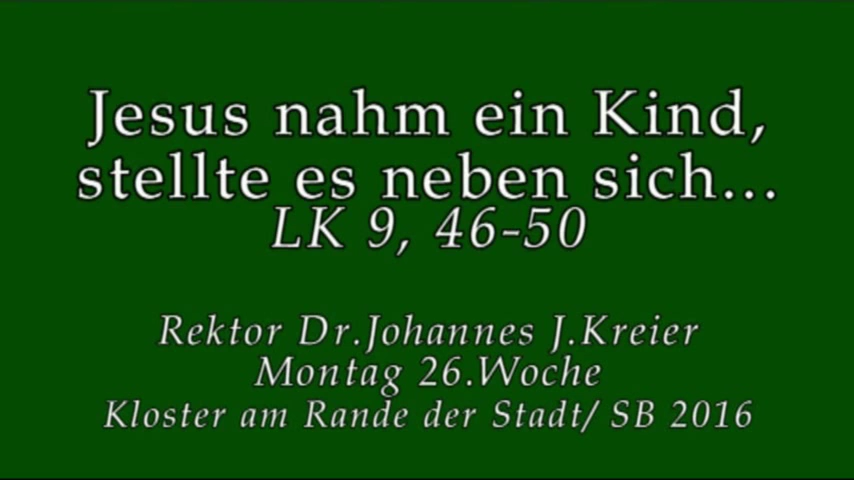 Jesus nahm ein Kind,
stellte es neben sich...
LK 9, 46-50
Rektor Dr.Johannes J.Kreier
Montag 26.Woche
Kloster am Rande der Stadt/ SB 2016